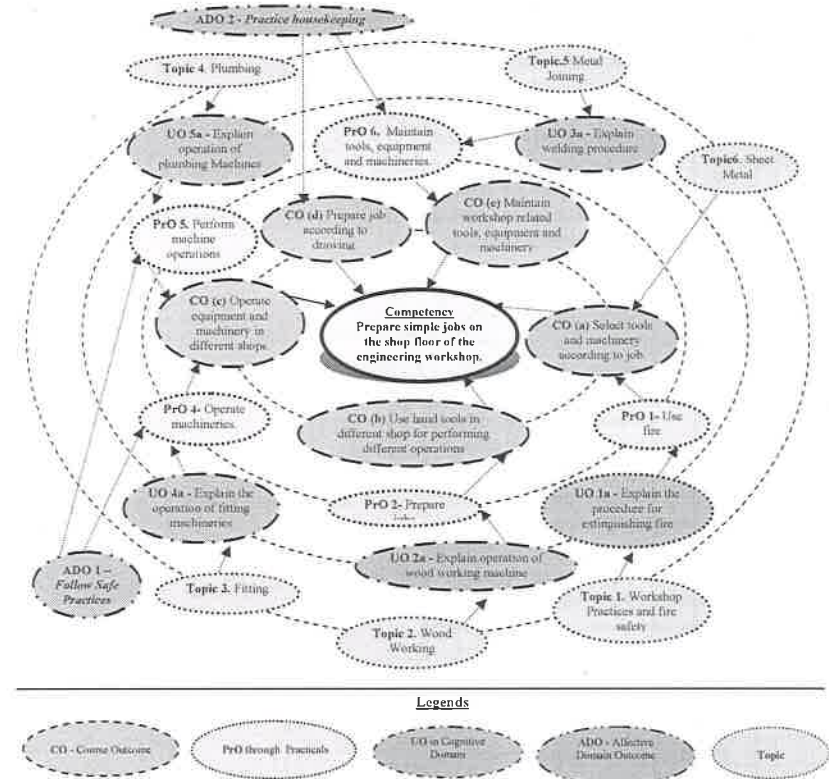 ADO 2 - Practice housekeeping
Topic 4. Plumbing
Topic.5 Metal
Joining.
UO 5a - Explain
operation of
plumbing Machines
PrO 6. Maintain
tools, equipment
and machineries.
UO 3a - Explain
welding procedure
Topic6. Sheet
Metal
PrO 5. Perform
machine
operations
CO (d) Prepare job
according to
drawing
CO (e) Maintain
workshop related
tools, equipment and
machinery
CO (c) Operate
equipment and
machinery in
different shops.
Competency
Prepare simple jobs on
the shop floor of the
engineering workshop.
CO (a) Select tools
and machinery
according to job.
PrO 4- Operate
machineries.
CO (b) Use hand tools in
different shop for performing
different operations
PrO 1- Use
fire
UO 4a - Explain the
operation of fitting
machineries
PrO 2- Prepare
UO 1a - Explain the
procedure for
extinguishing fire
ADO 1 –
Follow Safe
Practices
UO 2a - Explain operation of
wood working machine
Topic 3. Fitting
Topic 1. Workshop
Practices and fire
safety
Topic 2. Wood
Working
Legends
CO - Course Outcome
PrO through Practicals
UO in Cognitive
Domain
ADO - Affective
Domain Outcome
Topic